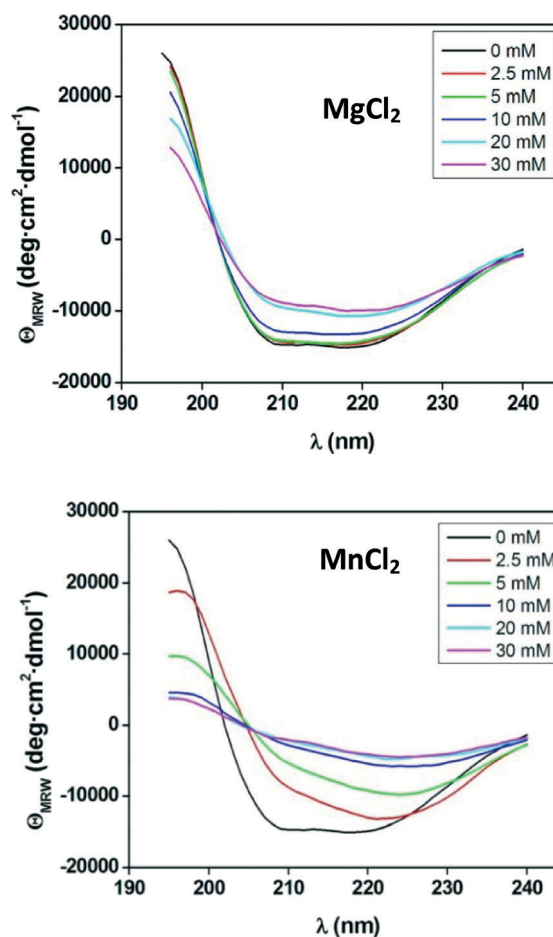 30000
20000
10000
0
-10000
-20000
ΘMRW (deg·cm²·dmol⁻¹)
MgCl₂
0 mM
2.5 mM
5 mM
10 mM
20 mM
30 mM
190 200 210 220 230 240
λ (nm)
30000
20000
10000
0
-10000
-20000
ΘMRW (deg·cm²·dmol⁻¹)
MnCl₂
0 mM
2.5 mM
5 mM
10 mM
20 mM
30 mM
190 200 210 220 230 240
λ (nm)